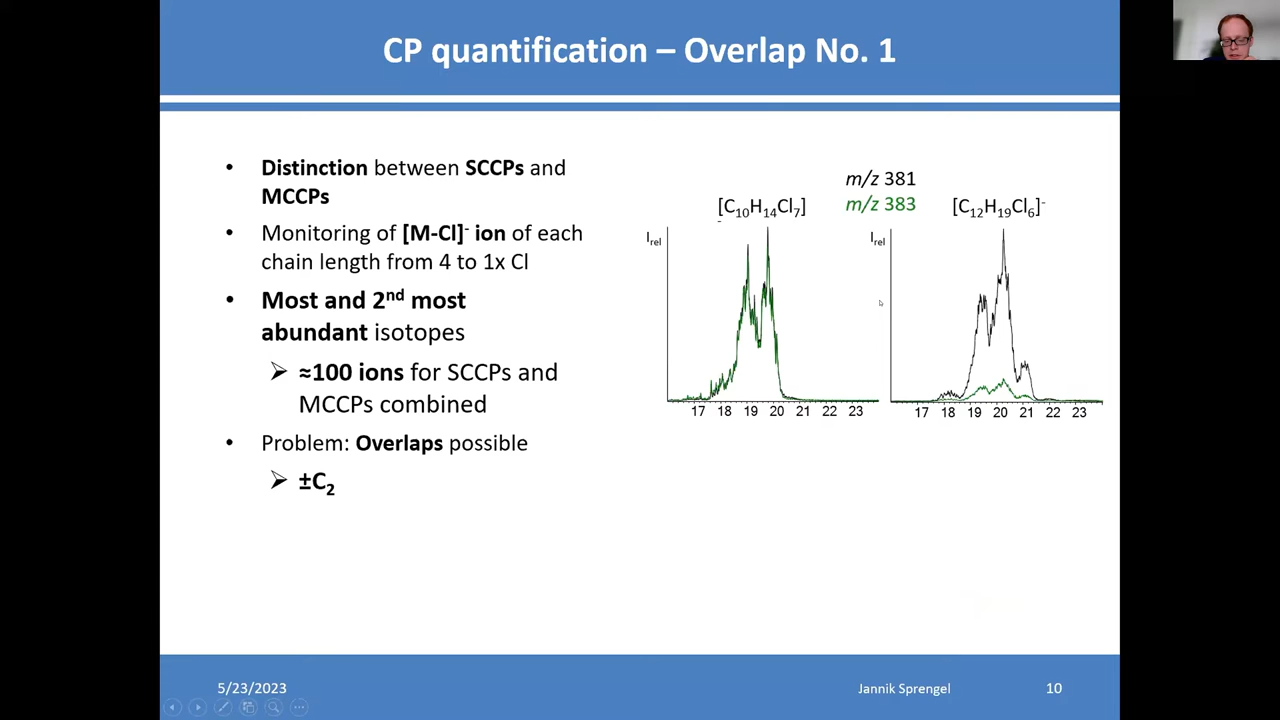 CP quantification – Overlap No. 1
• Distinction between SCCPs and
MCCPs
• Monitoring of [M-Cl]- ion of each
chain length from 4 to 1x Cl
• Most and 2nd most
abundant isotopes
➢ ≈100 ions for SCCPs and
MCCPs combined
• Problem: Overlaps possible
➢ ±C2
m/z 381
m/z 383
[C10H14Cl7]
-
[C12H19Cl6]-
Irel
17 18 19 20 21 22 23
Irel
17 18 19 20 21 22 23
5/23/2023
Jannik Sprengel
10